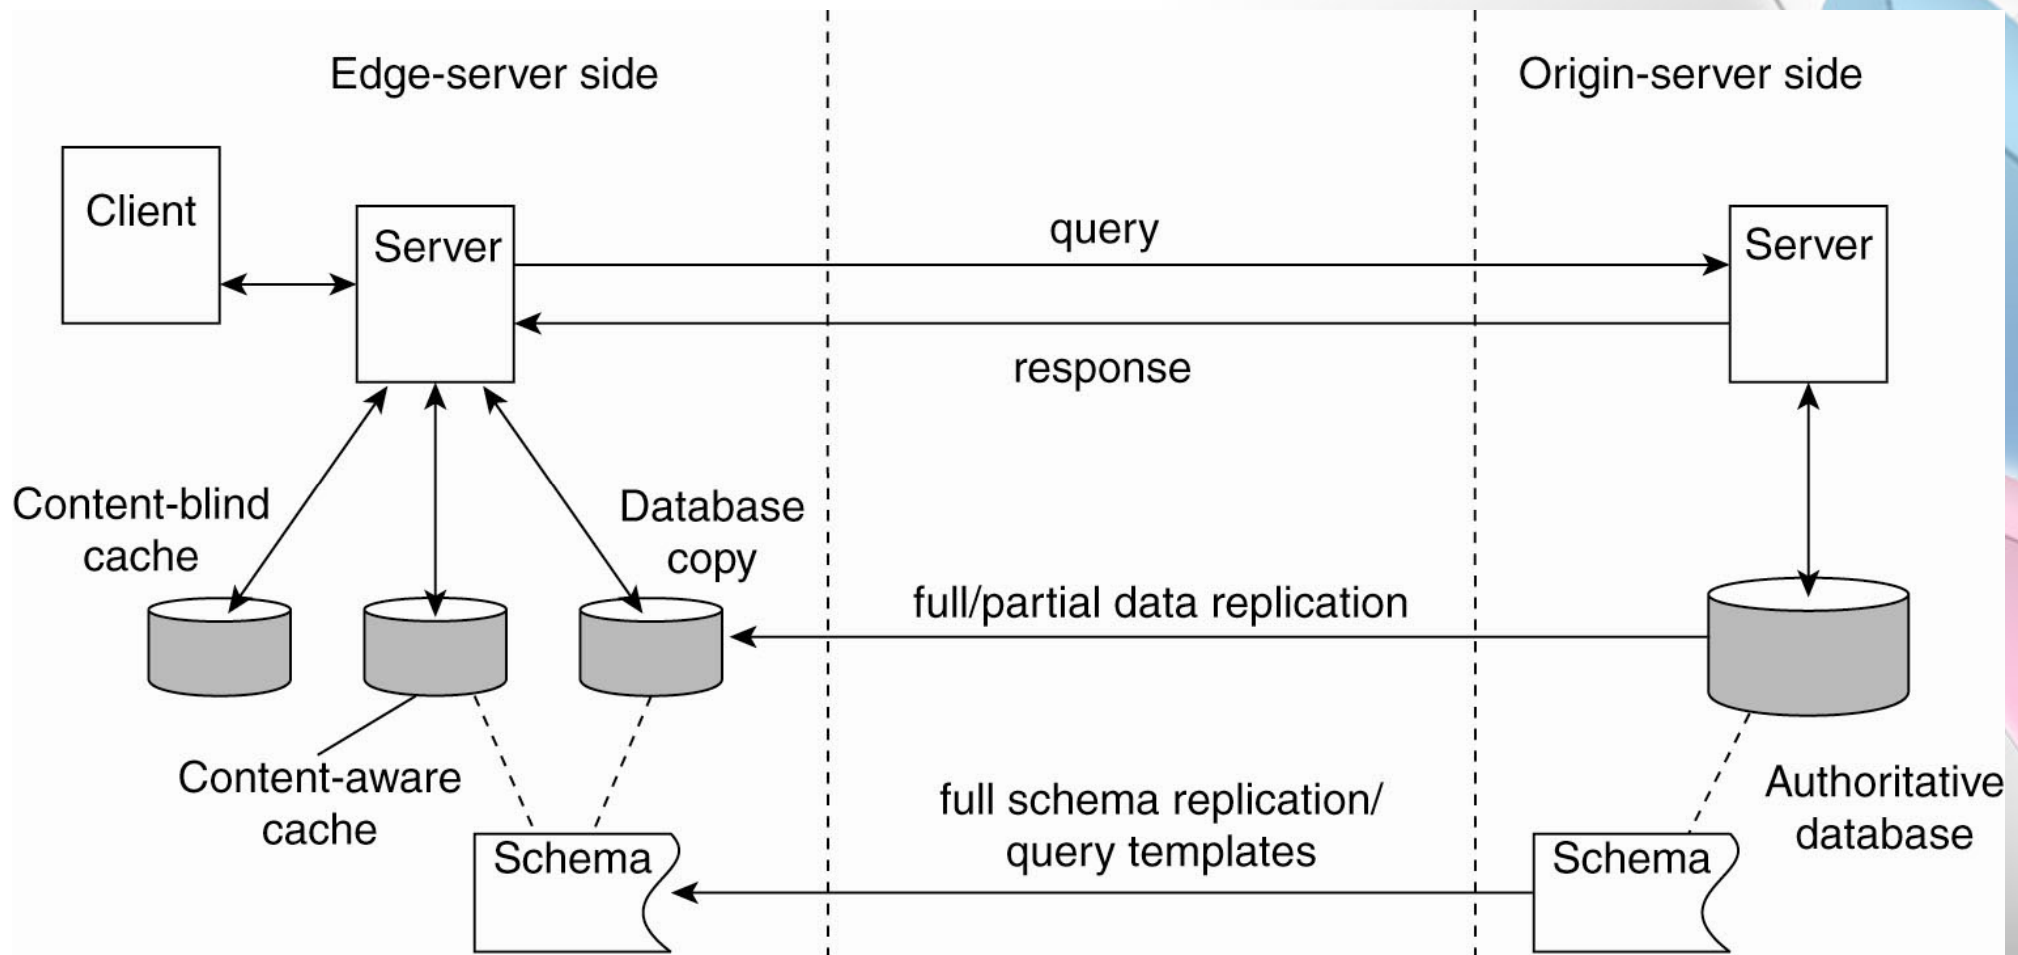 Edge-server side
Origin-server side
Client
Server
query
Server
response
Content-blind
cache
Database
copy
full/partial data replication
Content-aware
cache
full schema replication/
query templates
Authoritative
database
Schema
Schema